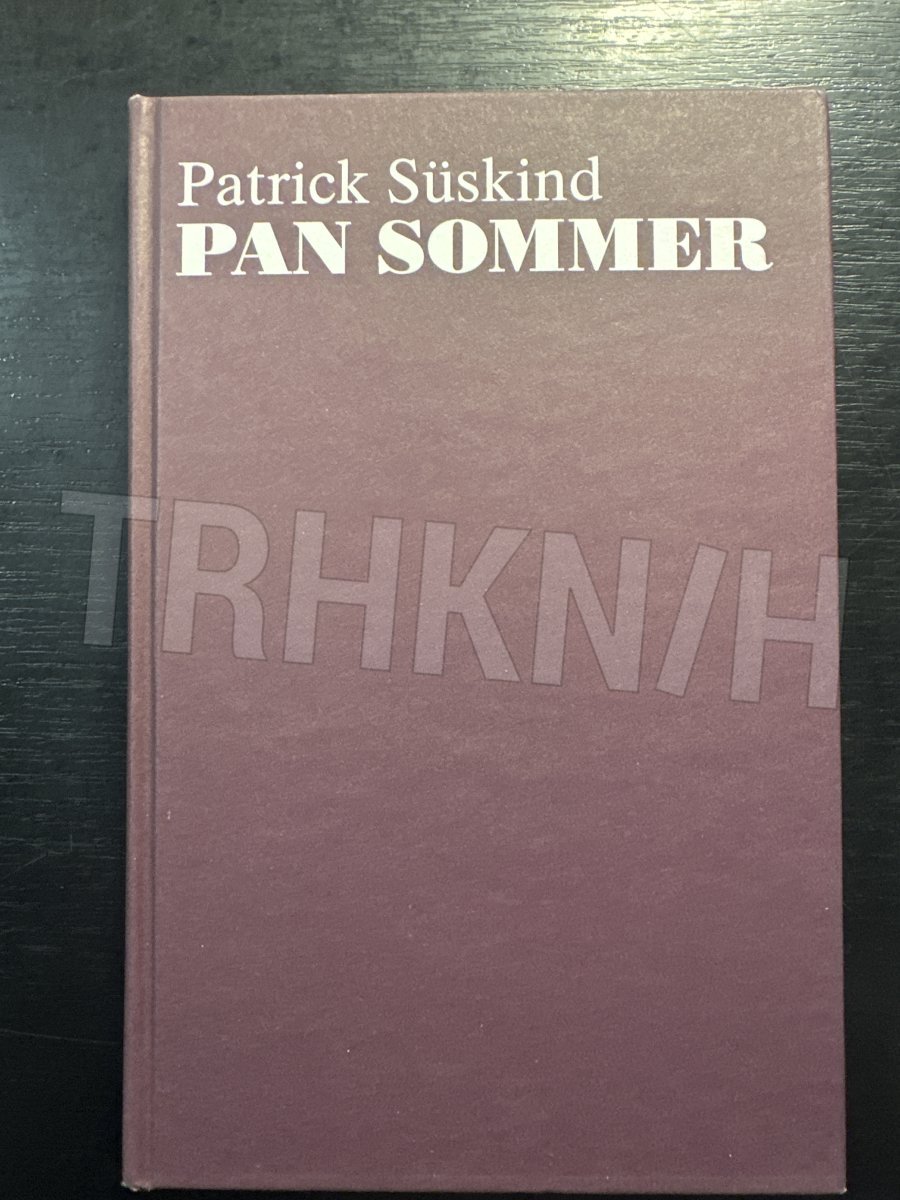 Patrick Süskind
PAN SOMMER
TRHKN/H